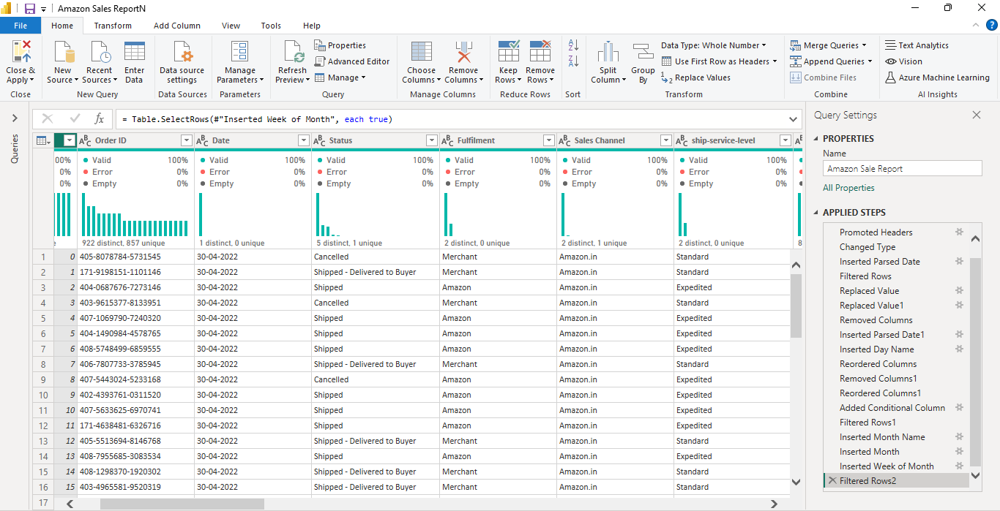 Amazon Sales ReportN
File Home Transform Add Column View Tools Help
Close & Apply
Close
New Source
Recent Sources
Enter Data
New Query
Data source settings
Data Sources
Manage Parameters
Parameters
Refresh Preview
Properties
Advanced Editor
Manage
Query
Choose Columns
Remove Columns
Manage Columns
Keep Rows
Remove Rows
Reduce Rows
Sort
Split Column
Group By
Data Type: Whole Number
Use First Row as Headers
Replace Values
Transform
Merge Queries
Append Queries
Combine Files
Combine
Text Analytics
Vision
Azure Machine Learning
AI Insights
Queries
fx = Table.SelectRows(#"Inserted Week of Month", each true)
Order ID Date Status Fulfilment Sales Channel ship-service-level
00% Valid 100% Valid 100% Valid 100% Valid 100% Valid 100% Valid 100%
0% Error 0% Error 0% Error 0% Error 0% Error 0% Error 0%
0% Empty 0% Empty 0% Empty 0% Empty 0% Empty 0% Empty 0%
922 distinct, 857 unique 1 distinct, 0 unique 5 distinct, 1 unique 2 distinct, 0 unique 2 distinct, 1 unique 2 distinct, 0 unique 8
1 0 405-8078784-5731545 30-04-2022 Cancelled Merchant Amazon.in Standard
2 1 171-9198151-1101146 30-04-2022 Shipped - Delivered to Buyer Merchant Amazon.in Standard
3 2 404-0687676-7273146 30-04-2022 Shipped Amazon Amazon.in Expedited
4 3 403-9615377-8133951 30-04-2022 Cancelled Merchant Amazon.in Standard
5 4 407-1069790-7240320 30-04-2022 Shipped Amazon Amazon.in Expedited
6 5 404-1490984-4578765 30-04-2022 Shipped Amazon Amazon.in Expedited
7 6 408-5748499-6859555 30-04-2022 Shipped Amazon Amazon.in Expedited
8 7 406-7807733-3785945 30-04-2022 Shipped - Delivered to Buyer Merchant Amazon.in Standard
9 8 407-5443024-5233168 30-04-2022 Cancelled Amazon Amazon.in Expedited
10 9 402-4393761-0311520 30-04-2022 Shipped Amazon Amazon.in Expedited
11 10 407-5633625-6970741 30-04-2022 Shipped Amazon Amazon.in Expedited
12 11 171-4638481-6326716 30-04-2022 Shipped Amazon Amazon.in Expedited
13 12 405-5513694-8146768 30-04-2022 Shipped - Delivered to Buyer Merchant Amazon.in Standard
14 13 408-7955685-3083534 30-04-2022 Shipped Amazon Amazon.in Expedited
15 14 408-1298370-1920302 30-04-2022 Shipped - Delivered to Buyer Merchant Amazon.in Standard
16 15 403-4965581-9520319 30-04-2022 Shipped - Delivered to Buyer Merchant Amazon.in Standard
17
Query Settings
PROPERTIES
Name
Amazon Sale Report
All Properties
APPLIED STEPS
Promoted Headers
Changed Type
Inserted Parsed Date
Filtered Rows
Replaced Value
Replaced Value1
Removed Columns
Inserted Parsed Date1
Inserted Day Name
Reordered Columns
Removed Columns1
Reordered Columns1
Added Conditional Column
Filtered Rows1
Inserted Month Name
Inserted Month
Inserted Week of Month
Filtered Rows2